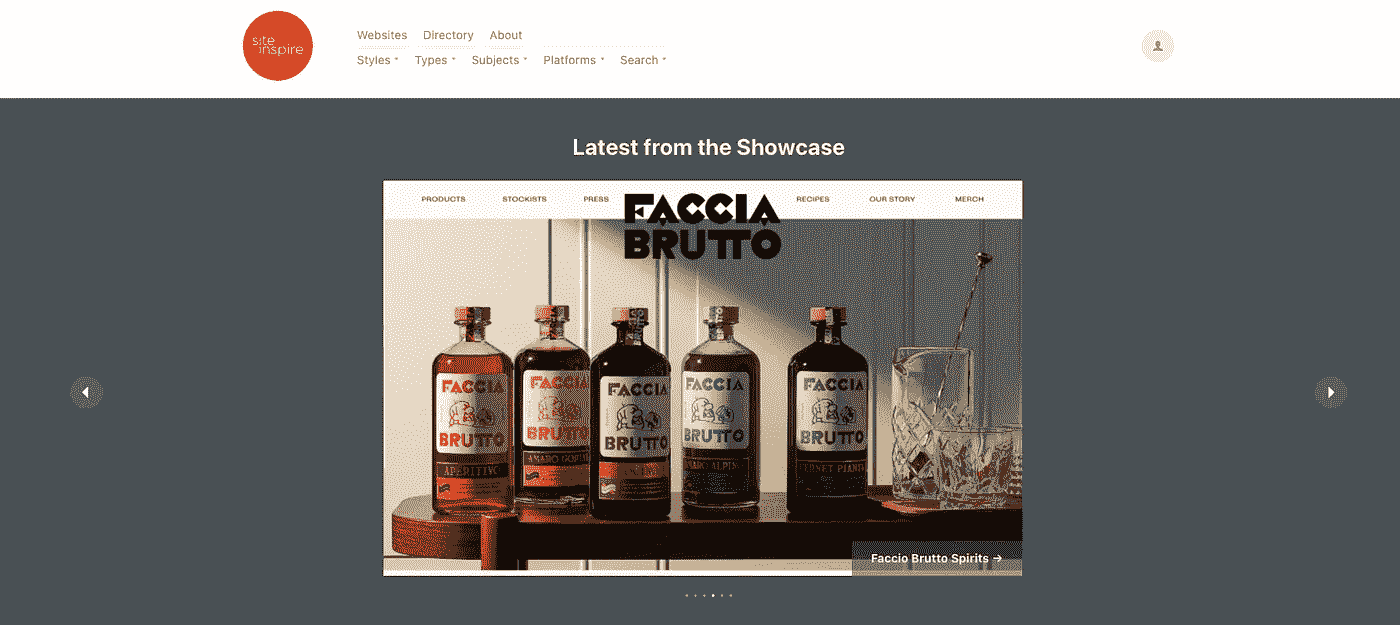 site
inspire
Websites Directory About
Styles Types Subjects Platforms Search
Latest from the Showcase
PRODUCTS STOCKISTS PRESS FACCIA RECIPES OUR STORY MERCH
BRUTTO
FACCIA FACCIA FACCIA FACCIA FACCIA
BRUTTO BRUTTO BRUTTO BRUTTO BRUTTO
APERITIVO AMARO ALPINO FERNET PIANTA
Faccio Brutto Spirits →